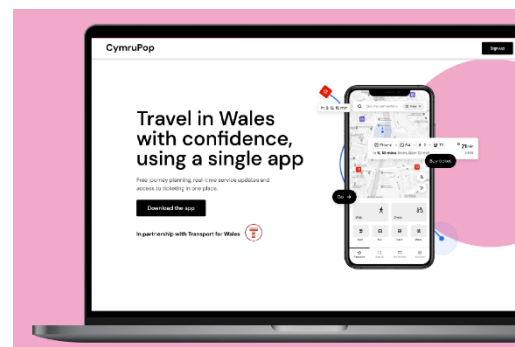 CymruPop
Sign up
Travel in Wales
with confidence,
using a single app
Free journey planning, real-time service updates and
access to ticketing in one place.
Download the app
In partnership with Transport for Wales
Buy ticket
Go →